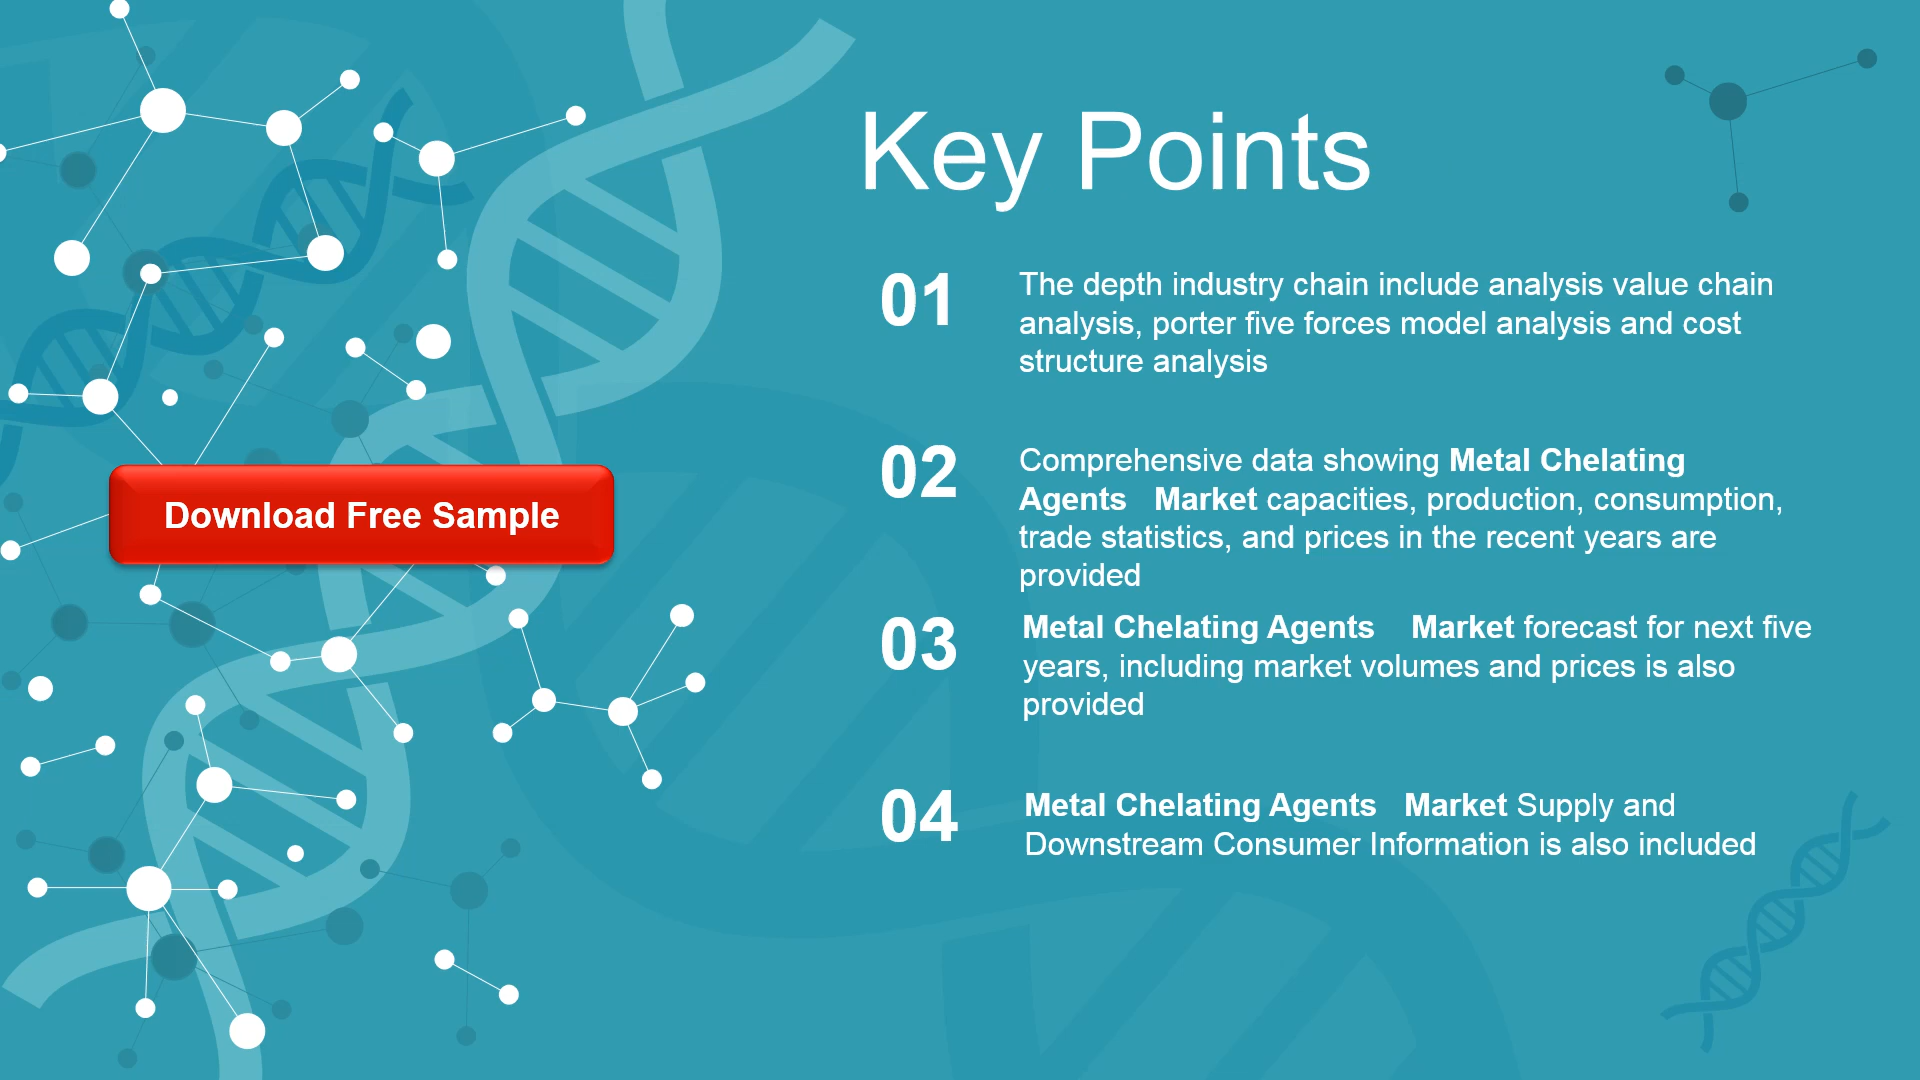 Key Points
01
The depth industry chain include analysis value chain
analysis, porter five forces model analysis and cost
structure analysis
02
Comprehensive data showing Metal Chelating
Agents   Market capacities, production, consumption,
trade statistics, and prices in the recent years are
provided
Download Free Sample
03
Metal Chelating Agents    Market forecast for next five
years, including market volumes and prices is also
provided
04
Metal Chelating Agents   Market Supply and
Downstream Consumer Information is also included